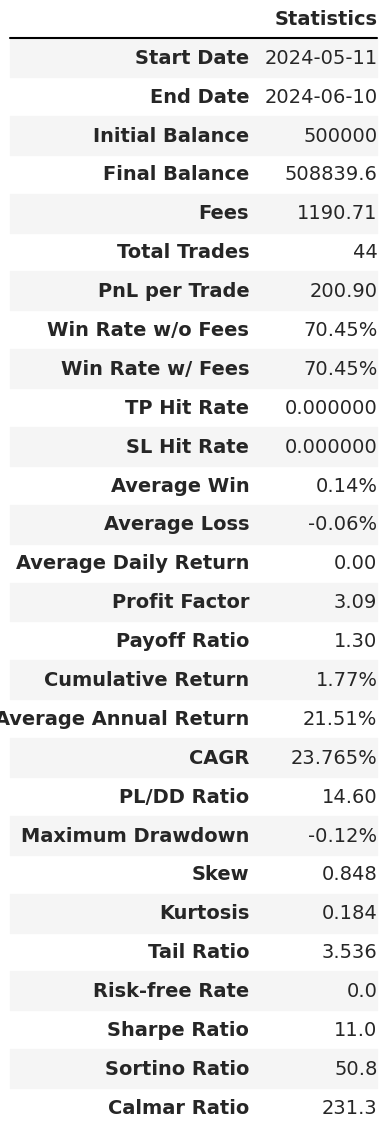 Statistics
Start Date 2024-05-11
End Date 2024-06-10
Initial Balance 500000
Final Balance 508839.6
Fees 1190.71
Total Trades 44
PnL per Trade 200.90
Win Rate w/o Fees 70.45%
Win Rate w/ Fees 70.45%
TP Hit Rate 0.000000
SL Hit Rate 0.000000
Average Win 0.14%
Average Loss -0.06%
Average Daily Return 0.00
Profit Factor 3.09
Payoff Ratio 1.30
Cumulative Return 1.77%
Average Annual Return 21.51%
CAGR 23.765%
PL/DD Ratio 14.60
Maximum Drawdown -0.12%
Skew 0.848
Kurtosis 0.184
Tail Ratio 3.536
Risk-free Rate 0.0
Sharpe Ratio 11.0
Sortino Ratio 50.8
Calmar Ratio 231.3